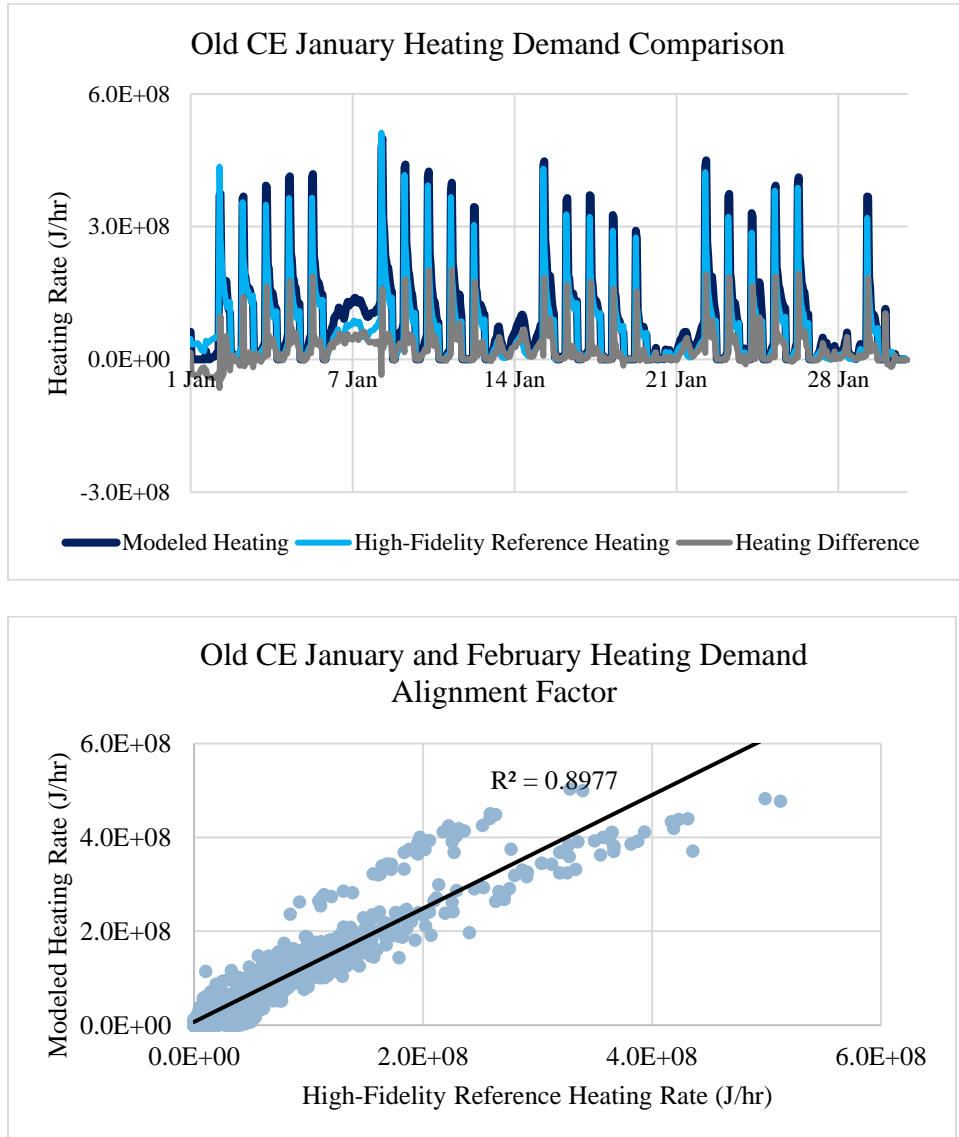 Old CE January Heating Demand Comparison
6.0E+08
3.0E+08
0.0E+00
-3.0E+08
Heating Rate (J/hr)
1 Jan 7 Jan 14 Jan 21 Jan 28 Jan
Modeled Heating High-Fidelity Reference Heating Heating Difference
Old CE January and February Heating Demand
Alignment Factor
6.0E+08
4.0E+08
2.0E+08
0.0E+00
Modeled Heating Rate (J/hr)
R² = 0.8977
0.0E+00 2.0E+08 4.0E+08 6.0E+08
High-Fidelity Reference Heating Rate (J/hr)